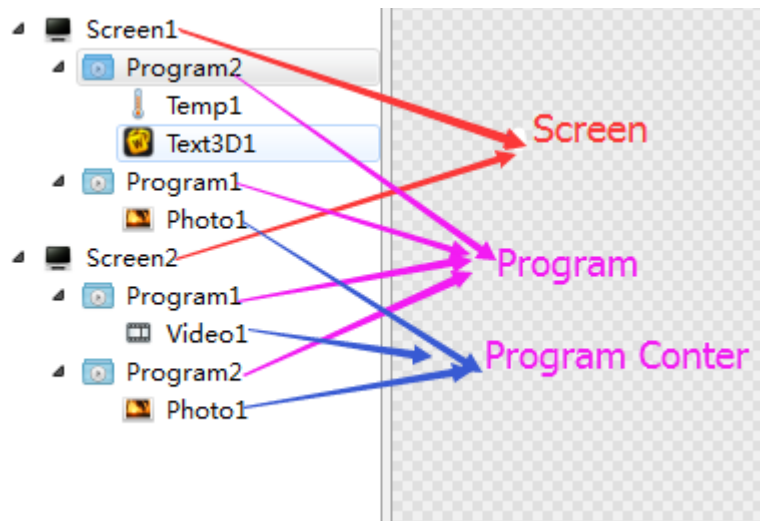 Screen1
Program2
Temp1
Text3D1
Program1
Photo1
Screen2
Program1
Video1
Program2
Photo1
Screen
Program
Program Conter